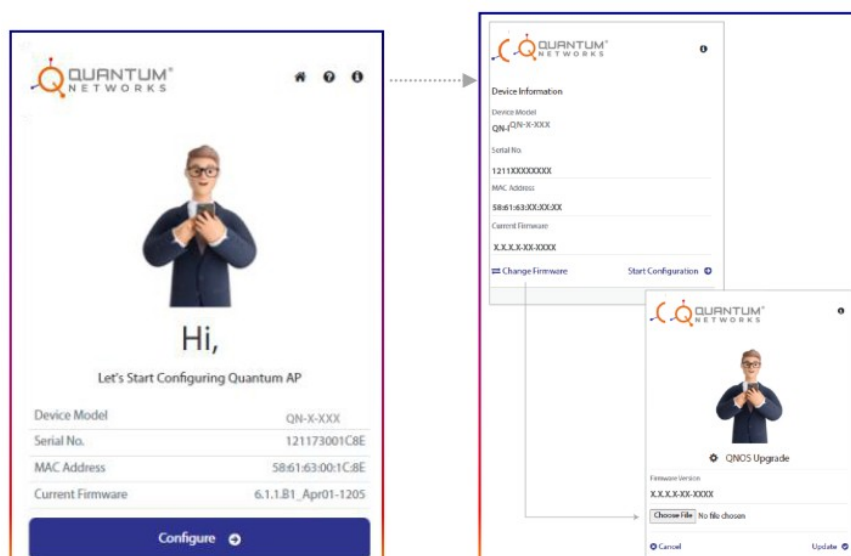 QUANTUM®
NETWORKS
Hi,
Let's Start Configuring Quantum AP
Device Model QN-X-XXX
Serial No. 121173001C8E
MAC Address 58:61:63:00:1C:8E
Current Firmware 6.1.1.B1_Apr01-1205
Configure
QUANTUM®
NETWORKS
Device Information
Device Model
QN-I QN-X-XXX
Serial No.
1211XXXXXXXX
MAC Address
58:61:63:XX:XX:XX
Current Firmware
X.X.X.X-XX-XXXX
Change Firmware Start Configuration
QUANTUM®
NETWORKS
QNOS Upgrade
Firmware Version
X.X.X.X-XX-XXXX
Choose File No file chosen
Cancel Update